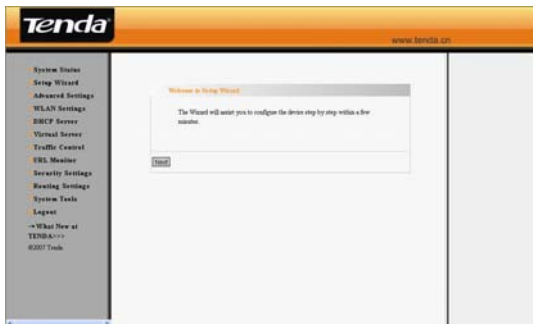 Tenda
www.tenda.cn
System Status
Setup Wizard
Advanced Settings
WLAN Settings
DHCP Server
Virtual Server
Traffic Control
URL Monitor
Security Settings
Routing Settings
System Tools
Logout
→What New at
TENDA>>>
©2007 Tenda
Welcome to Setup Wizard
The Wizard will assist you to configure the device step by step within a few
minutes.
Next